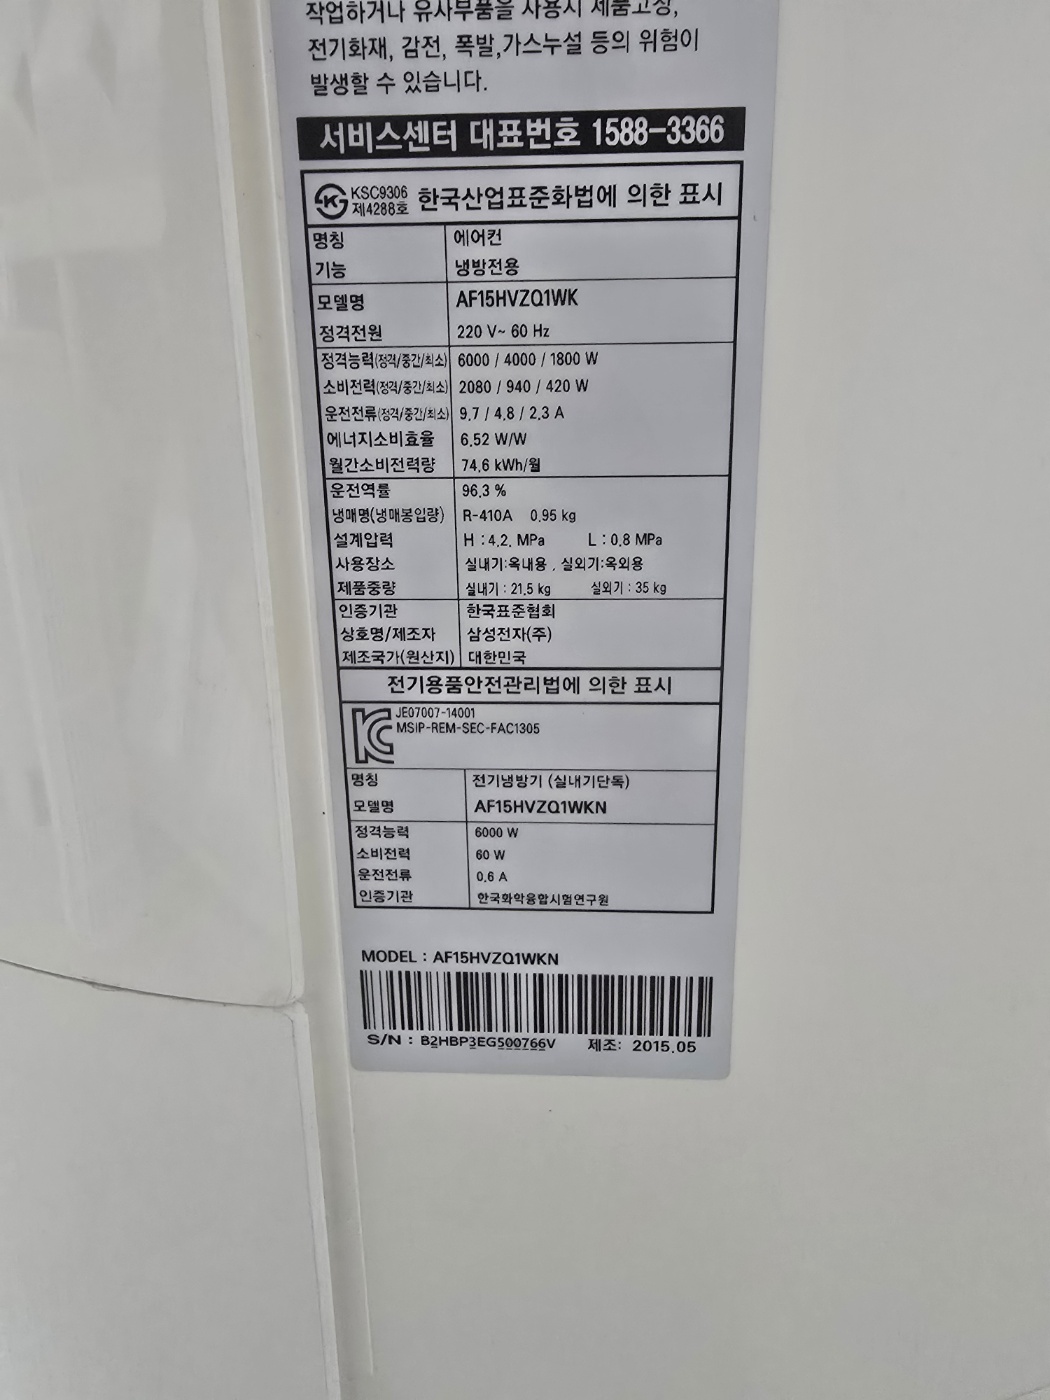 작업하거나 유사부품을 사용시 제품고장,
전기화재, 감전, 폭발,가스누설 등의 위험이
발생할 수 있습니다.
서비스센터 대표번호 1588-3366
KSC9306
제4288호
한국산업표준화법에 의한 표시
명칭 에어컨
기능 냉방전용
모델명 AF15HVZQ1WK
정격전원 220 V~ 60 Hz
정격능력(정격/중간/최소) 6000 / 4000 / 1800 W
소비전력(정격/중간/최소) 2080 / 940 / 420 W
운전전류(정격/중간/최소) 9.7 / 4.8 / 2.3 A
에너지소비효율 6.52 W/W
월간소비전력량 74.6 kWh/월
운전역률 96.3 %
냉매명(냉매봉입량) R-410A 0.95 kg
설계압력 H : 4.2. MPa L : 0.8 MPa
사용장소 실내기:옥내용 , 실외기:옥외용
제품중량 실내기 : 21.5 kg 실외기 : 35 kg
인증기관 한국표준협회
상호명/제조자 삼성전자(주)
제조국가(원산지) 대한민국
전기용품안전관리법에 의한 표시
JE07007-14001
MSIP-REM-SEC-FAC1305
명칭 전기냉방기 (실내기단독)
모델명 AF15HVZQ1WKN
정격능력 6000 W
소비전력 60 W
운전전류 0.6 A
인증기관 한국화학융합시험연구원
MODEL : AF15HVZQ1WKN
S/N : B2HBP3EG500766V 제조: 2015.05